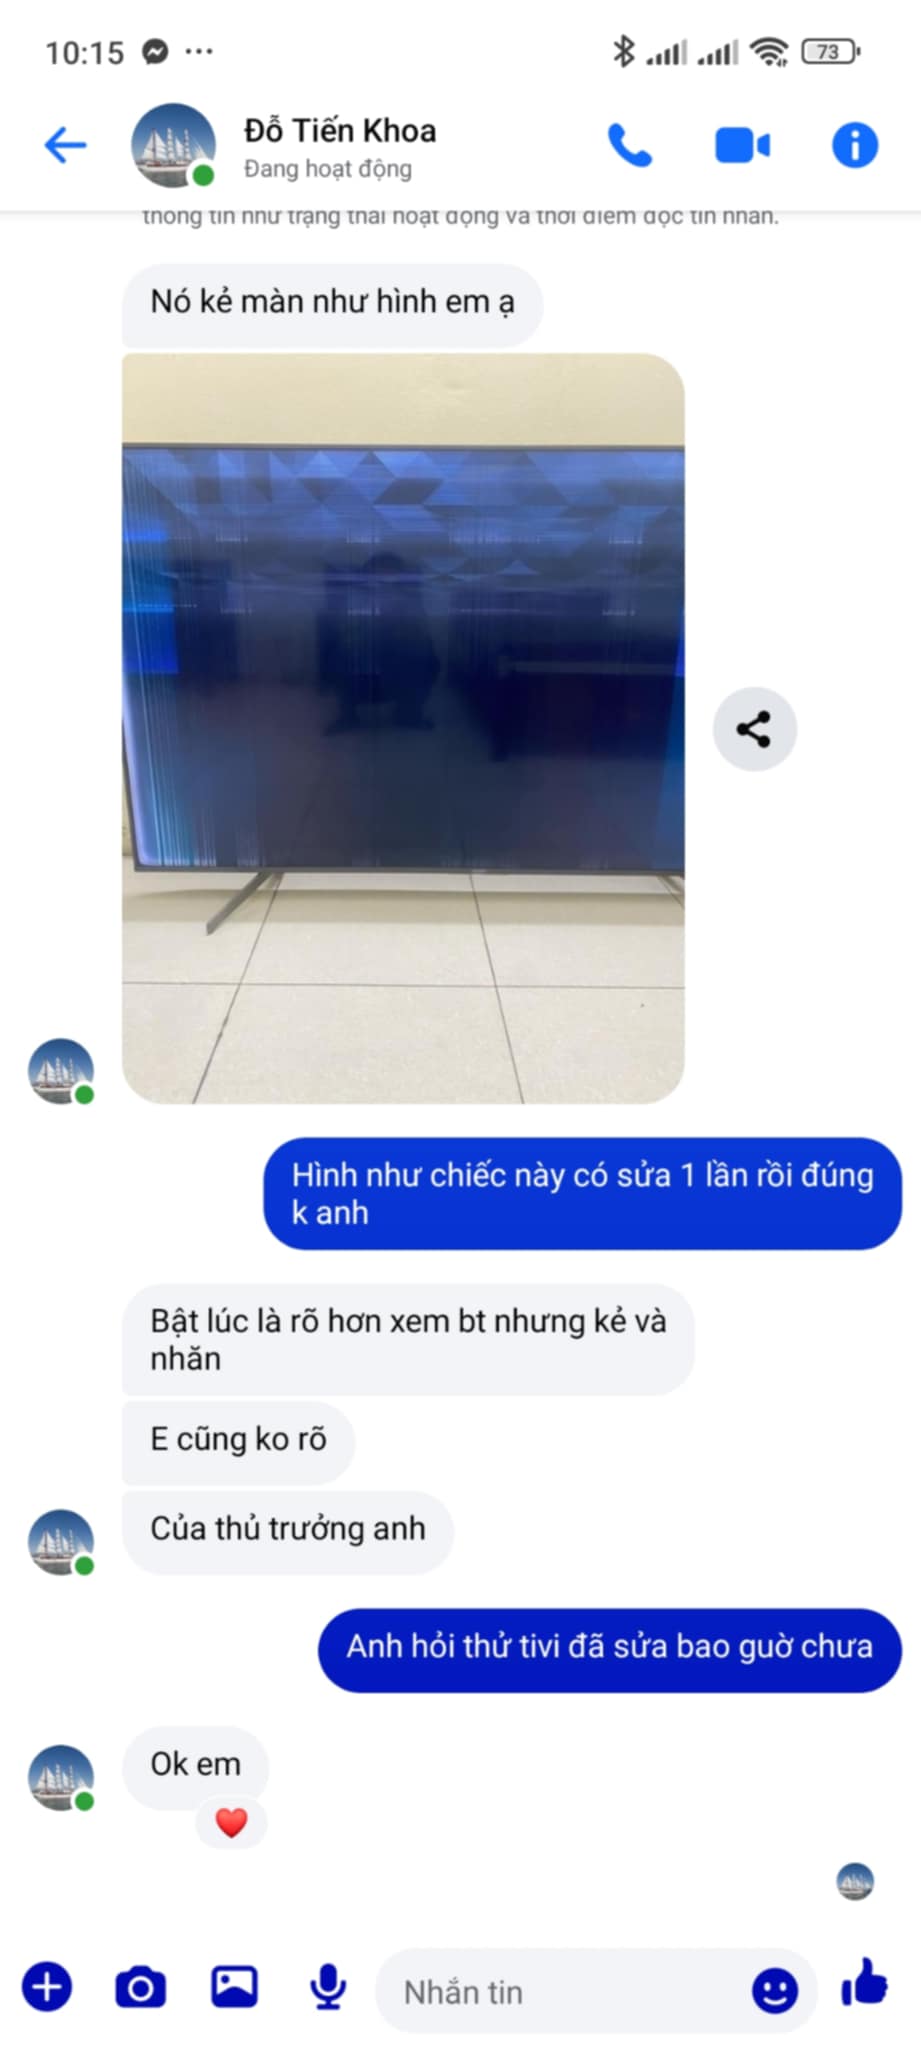 10:15
73
Đỗ Tiến Khoa
Đang hoạt động
thông tin như trạng thái hoạt động và thời điểm đọc tin nhắn.
Nó kẻ màn như hình em ạ
Hình như chiếc này có sửa 1 lần rồi đúng
k anh
Bật lúc là rõ hơn xem bt nhưng kẻ và
nhăn
E cũng ko rõ
Của thủ trưởng anh
Anh hỏi thử tivi đã sửa bao guờ chưa
Ok em
Nhắn tin